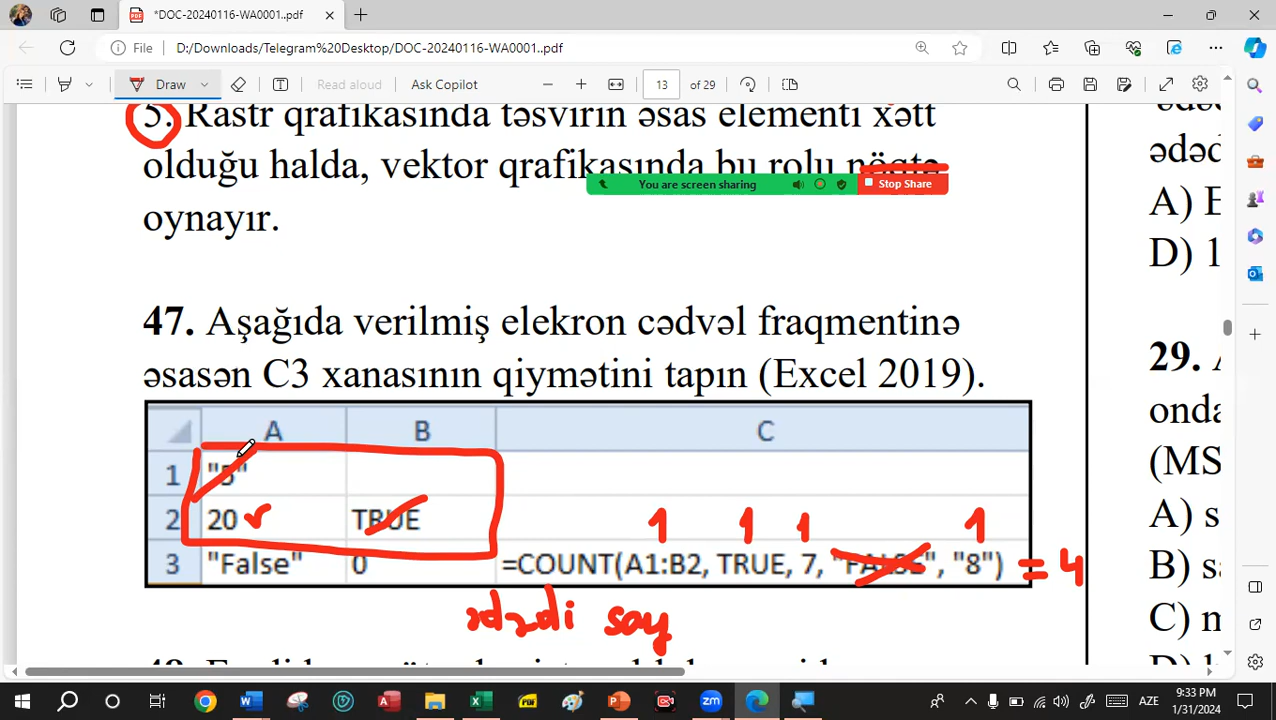 *DOC-20240116-WA0001..pdf
File
D:/Downloads/Telegram%20Desktop/DOC-20240116-WA0001..pdf
Draw
Read aloud
Ask Copilot
13
of 29
5. Rastr qrafikasında təsvirin əsas elementi xətt
olduğu halda, vektor qrafikasında bu rolu nöqtə
oynayır.
You are screen sharing
Stop Share
47. Aşağıda verilmiş elekron cədvəl fraqmentinə
əsasən C3 xanasının qiymətini tapın (Excel 2019).
A B C
1 "5"
2 20 TRUE
1 1 1 1
3 "False" 0 =COUNT(A1:B2, TRUE, 7, "FALSE", "8") = 4
ədədi say
ədəd
A) E
D) 1
29. A
onda
(MS
A) s
B) sa
C) m
9:33 PM
AZE
1/31/2024